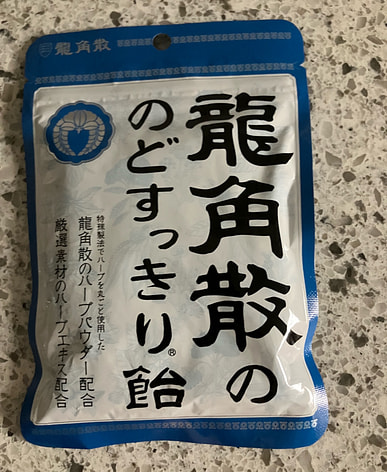 龍角散
龍角散の
のどすっきり®飴
特殊製法でハーブを丸ごと使用した
龍角散のハーブパウダー配合
厳選素材のハーブエキス配合